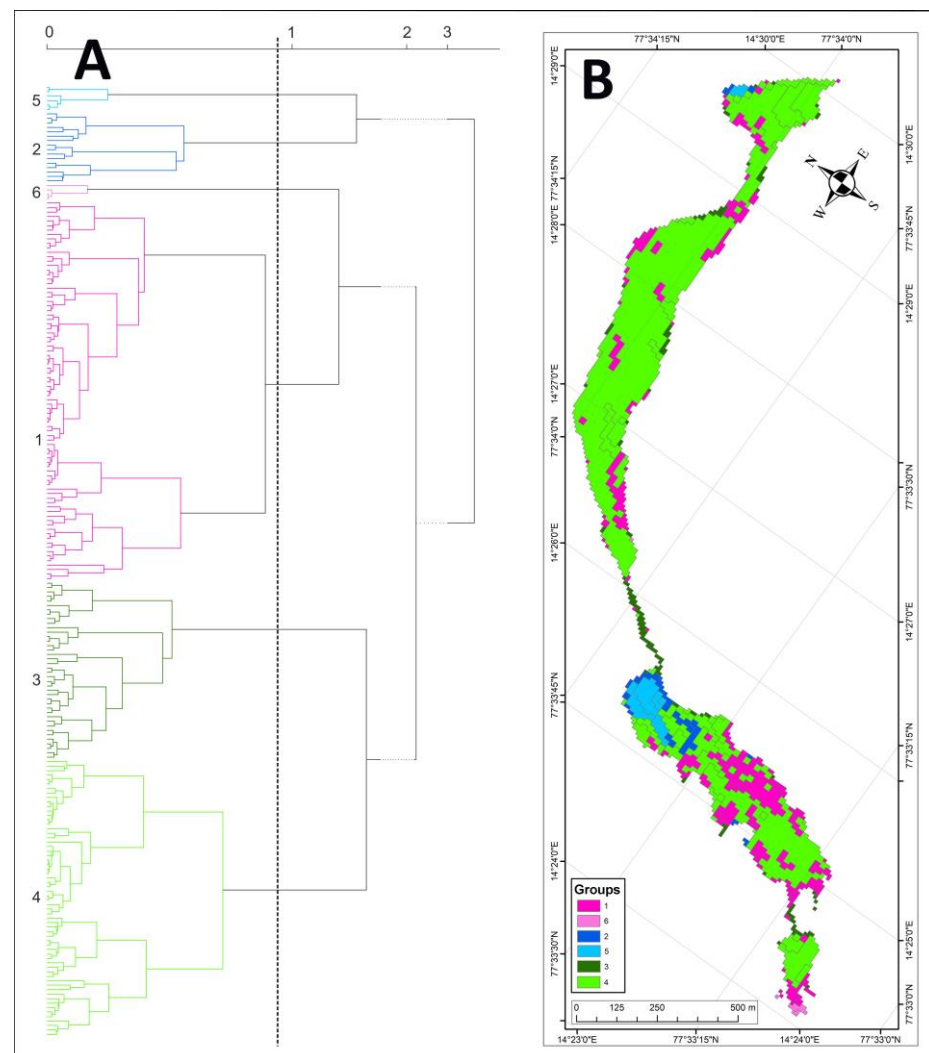 A
0 1 2 3
5
2
6
1
3
4
B
77°34'15"N 14°30'0"E 77°34'0"N
14°29'0"E
77°34'15"N
14°28'0"E
14°27'0"E
77°34'0"N
14°26'0"E
77°33'45"N
14°24'0"E
77°33'30"N
14°30'0"E
77°33'45"N
14°29'0"E
77°33'30"N
14°27'0"E
77°33'15"N
14°25'0"E
77°33'0"N
N E
W S
Groups
1
6
2
5
3
4
0 125 250 500 m
14°23'0"E 77°33'15"N 14°24'0"E 77°33'0"N